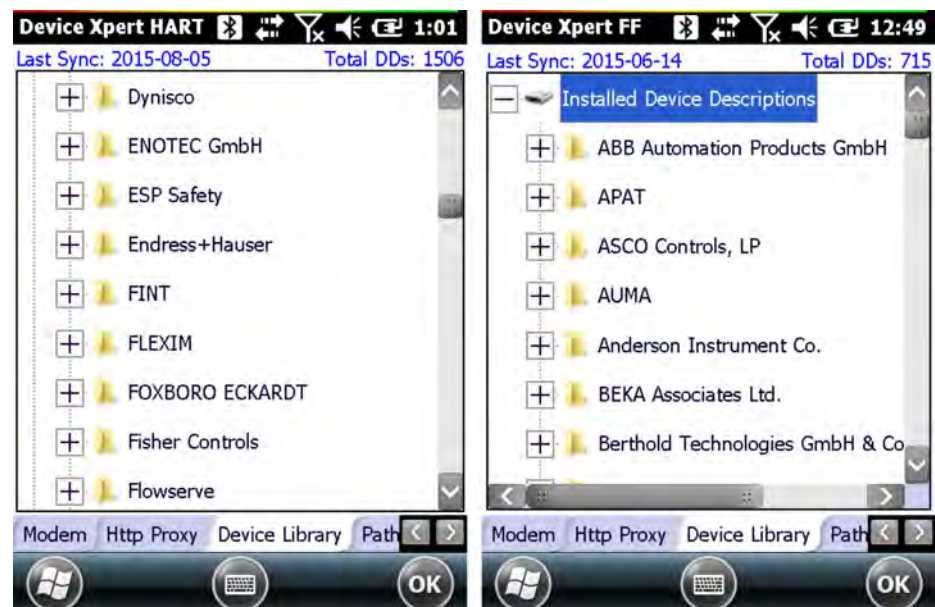 Device Xpert HART 1:01
Last Sync: 2015-08-05 Total DDs: 1506
Dynisco
ENOTEC GmbH
ESP Safety
Endress+Hauser
FINT
FLEXIM
FOXBORO ECKARDT
Fisher Controls
Flowserve
Modem Http Proxy Device Library Path
OK
Device Xpert FF 12:49
Last Sync: 2015-06-14 Total DDs: 715
Installed Device Descriptions
ABB Automation Products GmbH
APAT
ASCO Controls, LP
AUMA
Anderson Instrument Co.
BEKA Associates Ltd.
Berthold Technologies GmbH & Co
Modem Http Proxy Device Library Path
OK